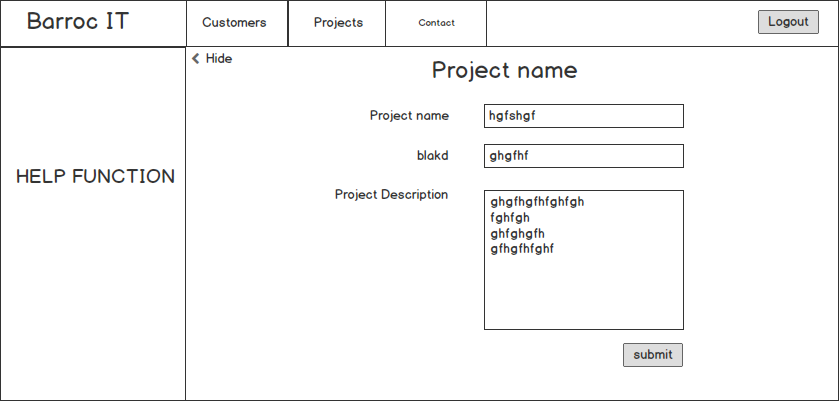 Barroc IT
Customers
Projects
Contact
Logout
Hide
Project name
Project name
hgfshgf
blakd
ghgfhf
HELP FUNCTION
Project Description
ghgfhgfhfghfgh
fghfgh
ghfghgfh
gfhgfhfghf
submit